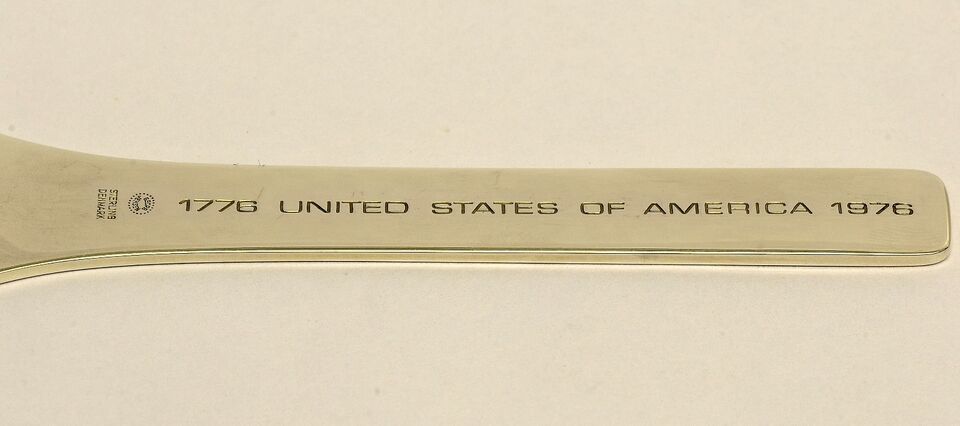 STERLING
DENMARK
1776 UNITED STATES OF AMERICA 1976